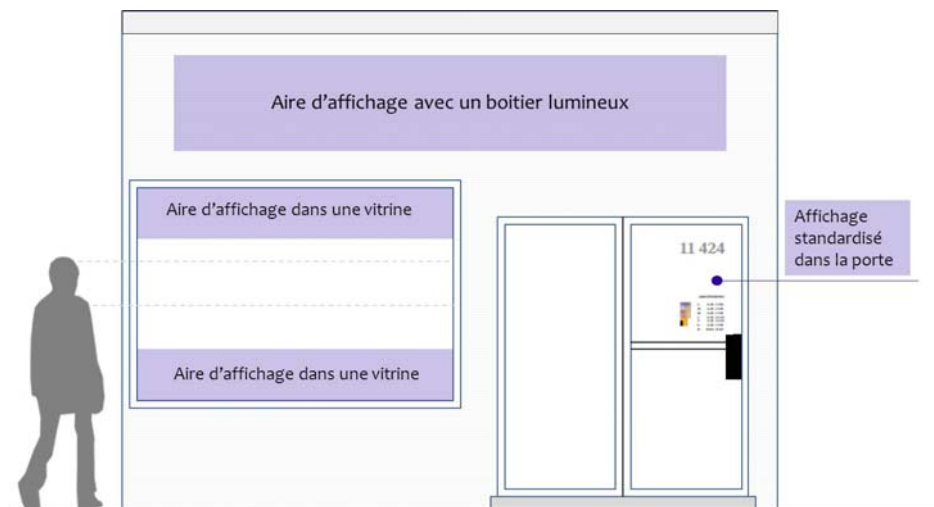 Aire d'affichage avec un boitier lumineux
Aire d'affichage dans une vitrine
Affichage
standardisé
dans la porte
11 424
Aire d'affichage dans une vitrine